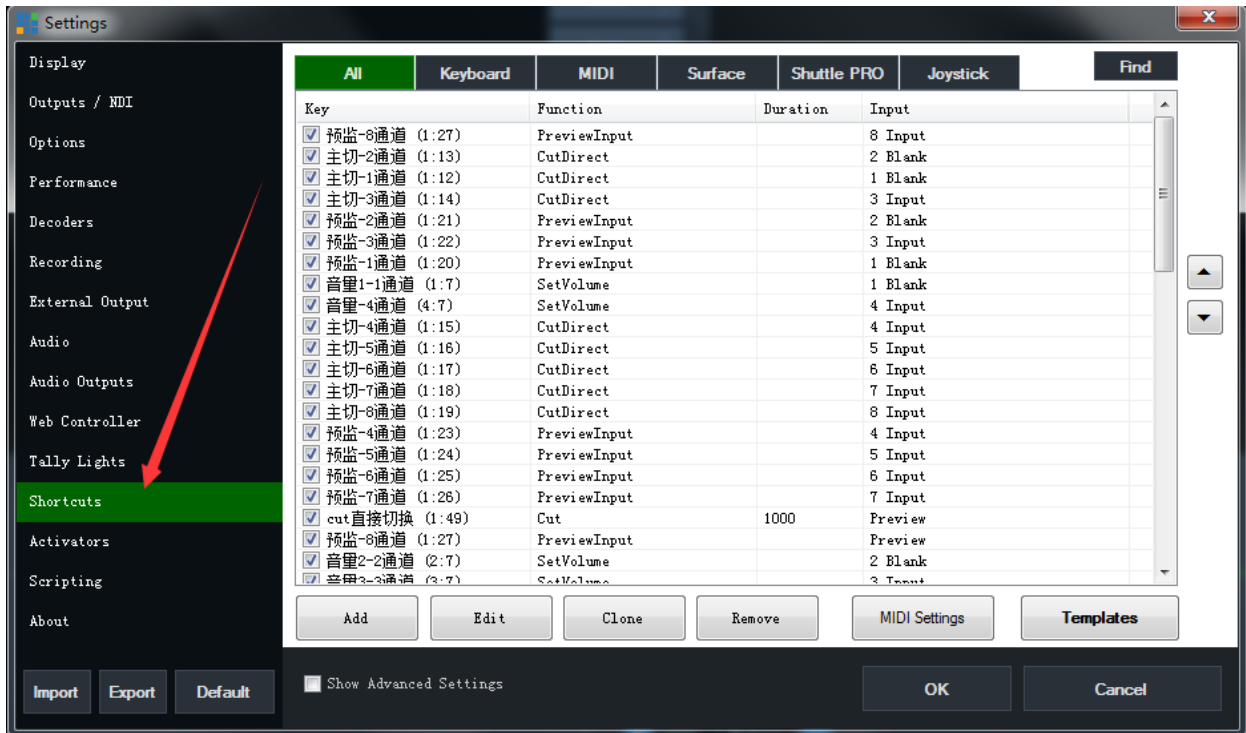 Settings
Display
Outputs / NDI
Options
Performance
Decoders
Recording
External Output
Audio
Audio Outputs
Web Controller
Tally Lights
Shortcuts
Activators
Scripting
About
Import Export Default
All Keyboard MIDI Surface Shuttle PRO Joystick Find
Key Function Duration Input
预监-8通道 (1:27) PreviewInput 8 Input
主切-2通道 (1:13) CutDirect 2 Blank
主切-1通道 (1:12) CutDirect 1 Blank
主切-3通道 (1:14) CutDirect 3 Input
预监-2通道 (1:21) PreviewInput 2 Blank
预监-3通道 (1:22) PreviewInput 3 Input
预监-1通道 (1:20) PreviewInput 1 Blank
音量1-1通道 (1:7) SetVolume 1 Blank
音量-4通道 (4:7) SetVolume 4 Input
主切-4通道 (1:15) CutDirect 4 Input
主切-5通道 (1:16) CutDirect 5 Input
主切-6通道 (1:17) CutDirect 6 Input
主切-7通道 (1:18) CutDirect 7 Input
主切-8通道 (1:19) CutDirect 8 Input
预监-4通道 (1:23) PreviewInput 4 Input
预监-5通道 (1:24) PreviewInput 5 Input
预监-6通道 (1:25) PreviewInput 6 Input
预监-7通道 (1:26) PreviewInput 7 Input
cut直接切换 (1:49) Cut 1000 Preview
预监-8通道 (1:27) PreviewInput Preview
音量2-2通道 (2:7) SetVolume 2 Blank
音量3-3通道 (3:7) SetVolume 3 Input
Add Edit Clone Remove MIDI Settings Templates
Show Advanced Settings OK Cancel